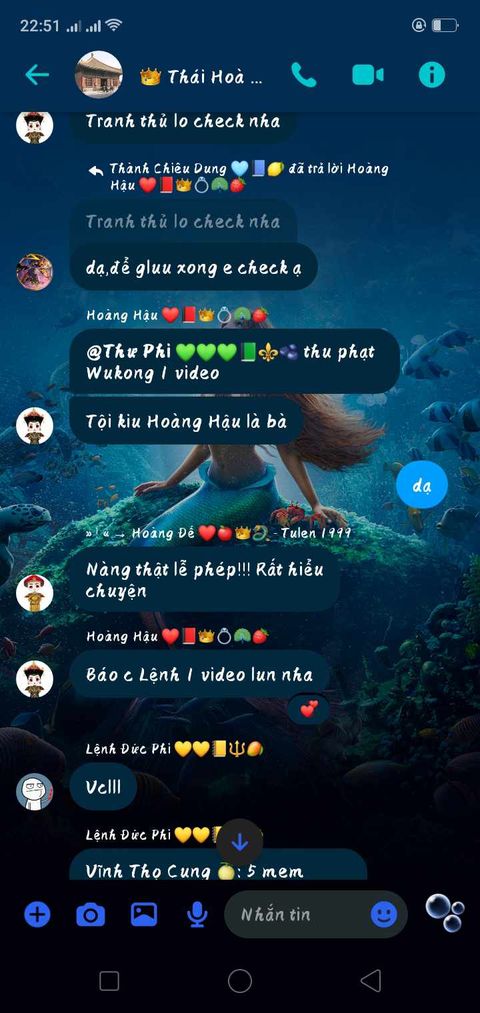 22:51
Thái Hoà ...
Tranh thủ lo check nha
Thành Chiêu Dung 🩵📘🍋 đã trả lời Hoàng
Hậu ❤️📕👑💍🦚🍓
Tranh thủ lo check nha
dạ,để gluu xong e check ạ
Hoàng Hậu ❤️📕👑💍🦚🍓
@Thư Phi 💚💚💚📗⚜️🫐 thu phạt
Wukong 1 video
Tội kiu Hoàng Hậu là bà
dạ
»!« → Hoàng Đế ❤️🍎👑🐉 - Tulen 1999
Nàng thật lễ phép!!! Rất hiểu
chuyện
Hoàng Hậu ❤️📕👑💍🦚🍓
Báo c Lệnh 1 video lun nha
Lệnh Đức Phi 💛💛📒🔱🥭
Vclll
Lệnh Đức Phi 💛💛
Vĩnh Thọ Cung 🍈: 5 mem
Nhắn tin